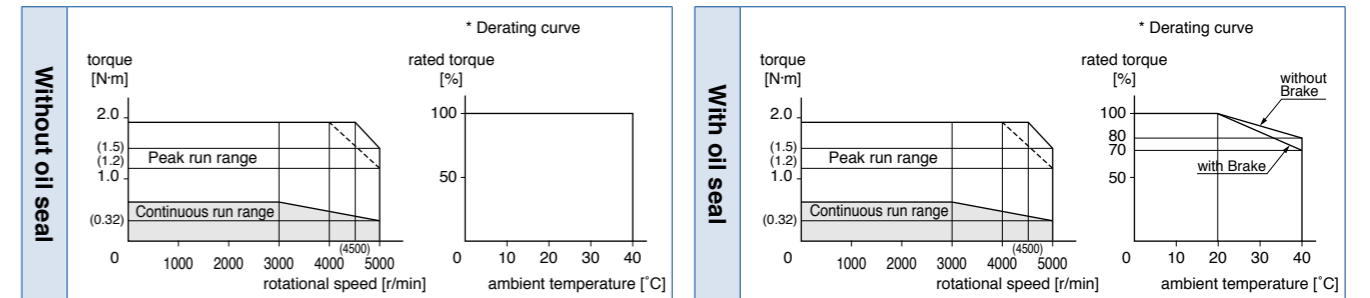 Without oil seal
* Derating curve
torque
[N·m]
2.0
(1.5)
(1.2)
1.0
(0.32)
0
Peak run range
Continuous run range
1000 2000 3000 4000 (4500) 5000
rotational speed [r/min]
rated torque
[%]
100
50
0 10 20 30 40
ambient temperature [˚C]
With oil seal
* Derating curve
torque
[N·m]
2.0
(1.5)
(1.2)
1.0
(0.32)
0
Peak run range
Continuous run range
1000 2000 3000 4000 (4500) 5000
rotational speed [r/min]
rated torque
[%]
without
Brake
100
80
70
50
with Brake
0 10 20 30 40
ambient temperature [˚C]